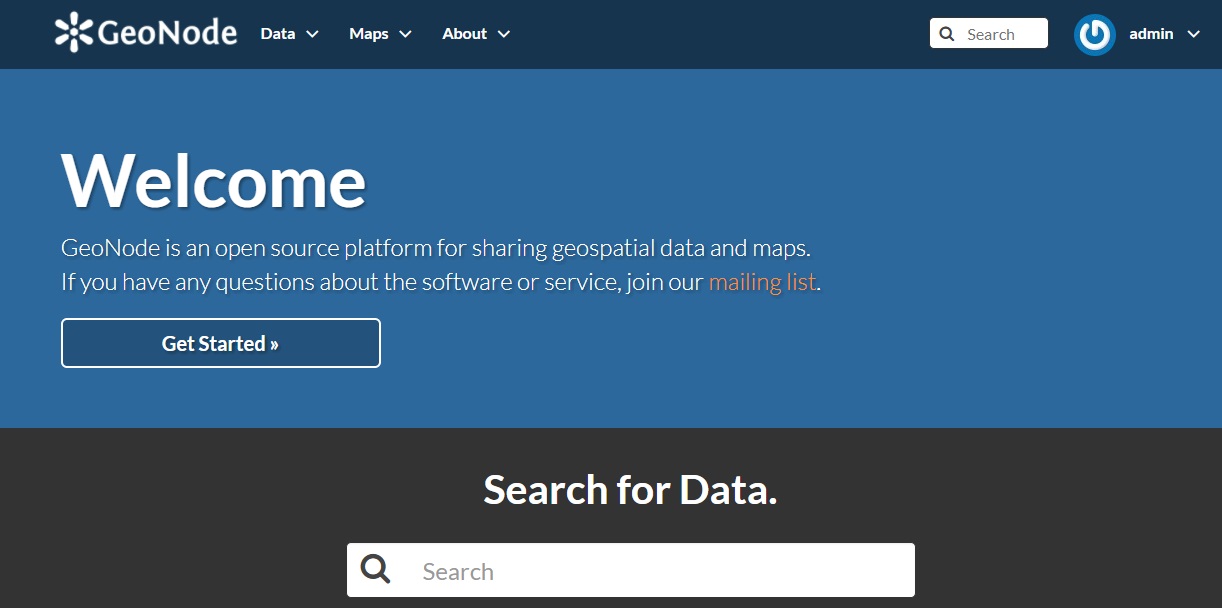 GeoNode Data Maps About Search admin
Welcome
GeoNode is an open source platform for sharing geospatial data and maps.
If you have any questions about the software or service, join our mailing list.
Get Started »
Search for Data.
Search